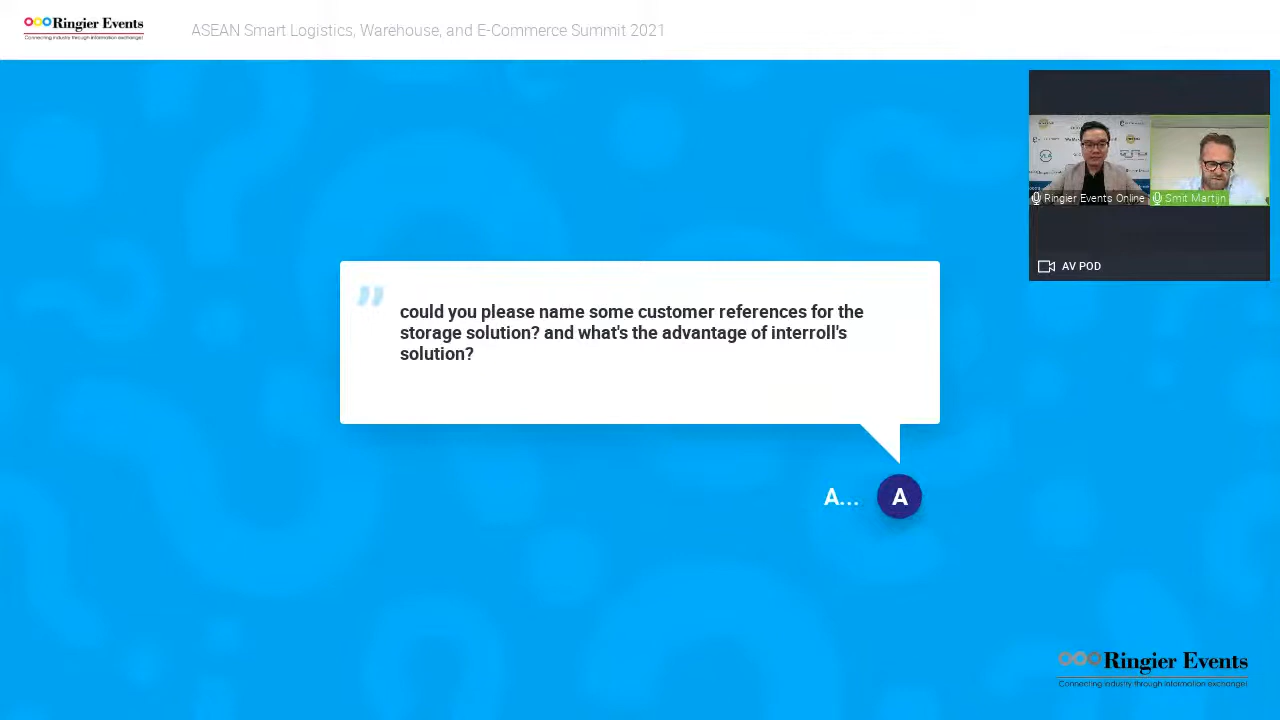 Ringier Events
Connecting industry through information exchange!
ASEAN Smart Logistics, Warehouse, and E-Commerce Summit 2021
Ringier Events Online
Smit Martijn
AV POD
could you please name some customer references for the
storage solution? and what's the advantage of interroll's
solution?
A...
A
Ringier Events
Connecting industry through information exchange!